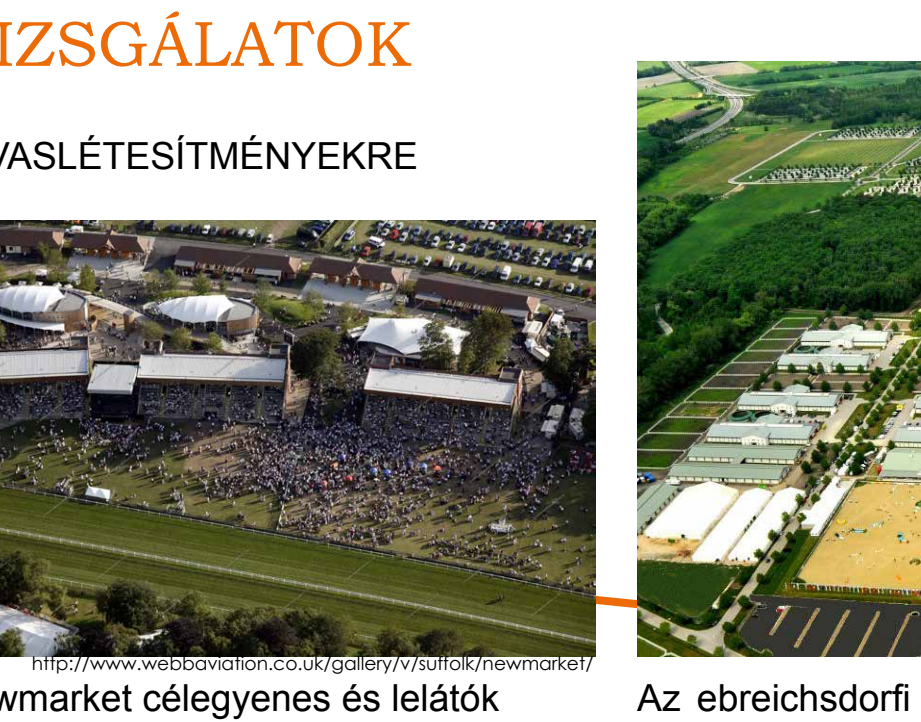 IZSGÁLATOK
VASLÉTESÍTMÉNYEKRE
http://www.webbaviation.co.uk/gallery/v/suffolk/newmarket/
wmarket célegyenes és lelátók
Az ebreichsdorfi